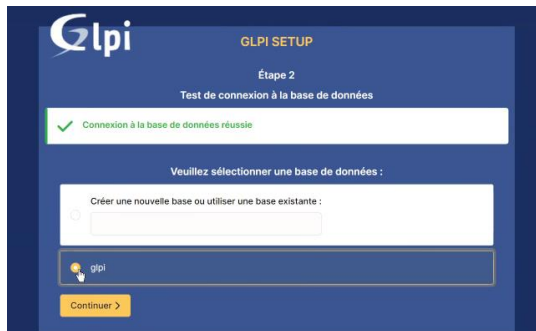 Glpi
GLPI SETUP
Étape 2
Test de connexion à la base de données
Connexion à la base de données réussie
Veuillez sélectionner une base de données :
Créer une nouvelle base ou utiliser une base existante :
glpi
Continuer >